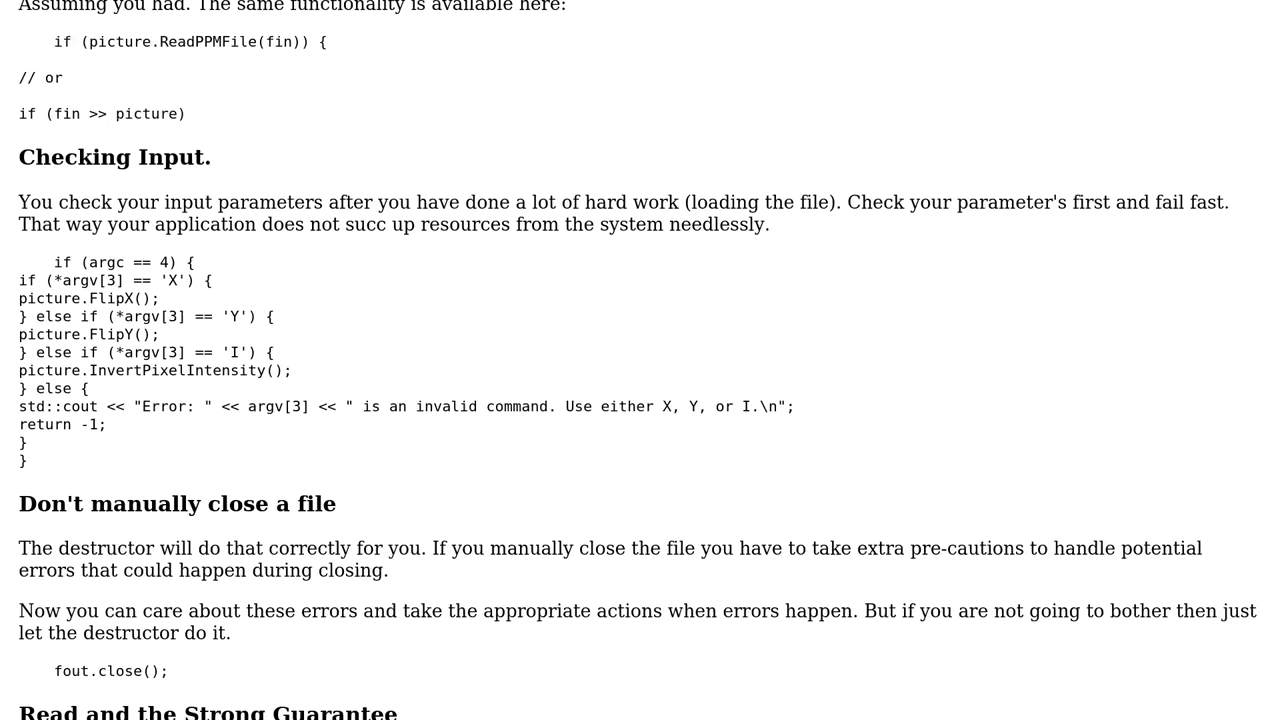 Assuming you had. The same functionality is available here:
if (picture.ReadPPMFile(fin)) {
// or
if (fin >> picture)
Checking Input.
You check your input parameters after you have done a lot of hard work (loading the file). Check your parameter's first and fail fast.
That way your application does not succ up resources from the system needlessly.
if (argc == 4) {
if (*argv[3] == 'X') {
picture.FlipX();
} else if (*argv[3] == 'Y') {
picture.FlipY();
} else if (*argv[3] == 'I') {
picture.InvertPixelIntensity();
} else {
std::cout << "Error: " << argv[3] << " is an invalid command. Use either X, Y, or I.\n";
return -1;
}
}
Don't manually close a file
The destructor will do that correctly for you. If you manually close the file you have to take extra pre-cautions to handle potential
errors that could happen during closing.
Now you can care about these errors and take the appropriate actions when errors happen. But if you are not going to bother then just
let the destructor do it.
fout.close();
Read and the Strong Guarantee